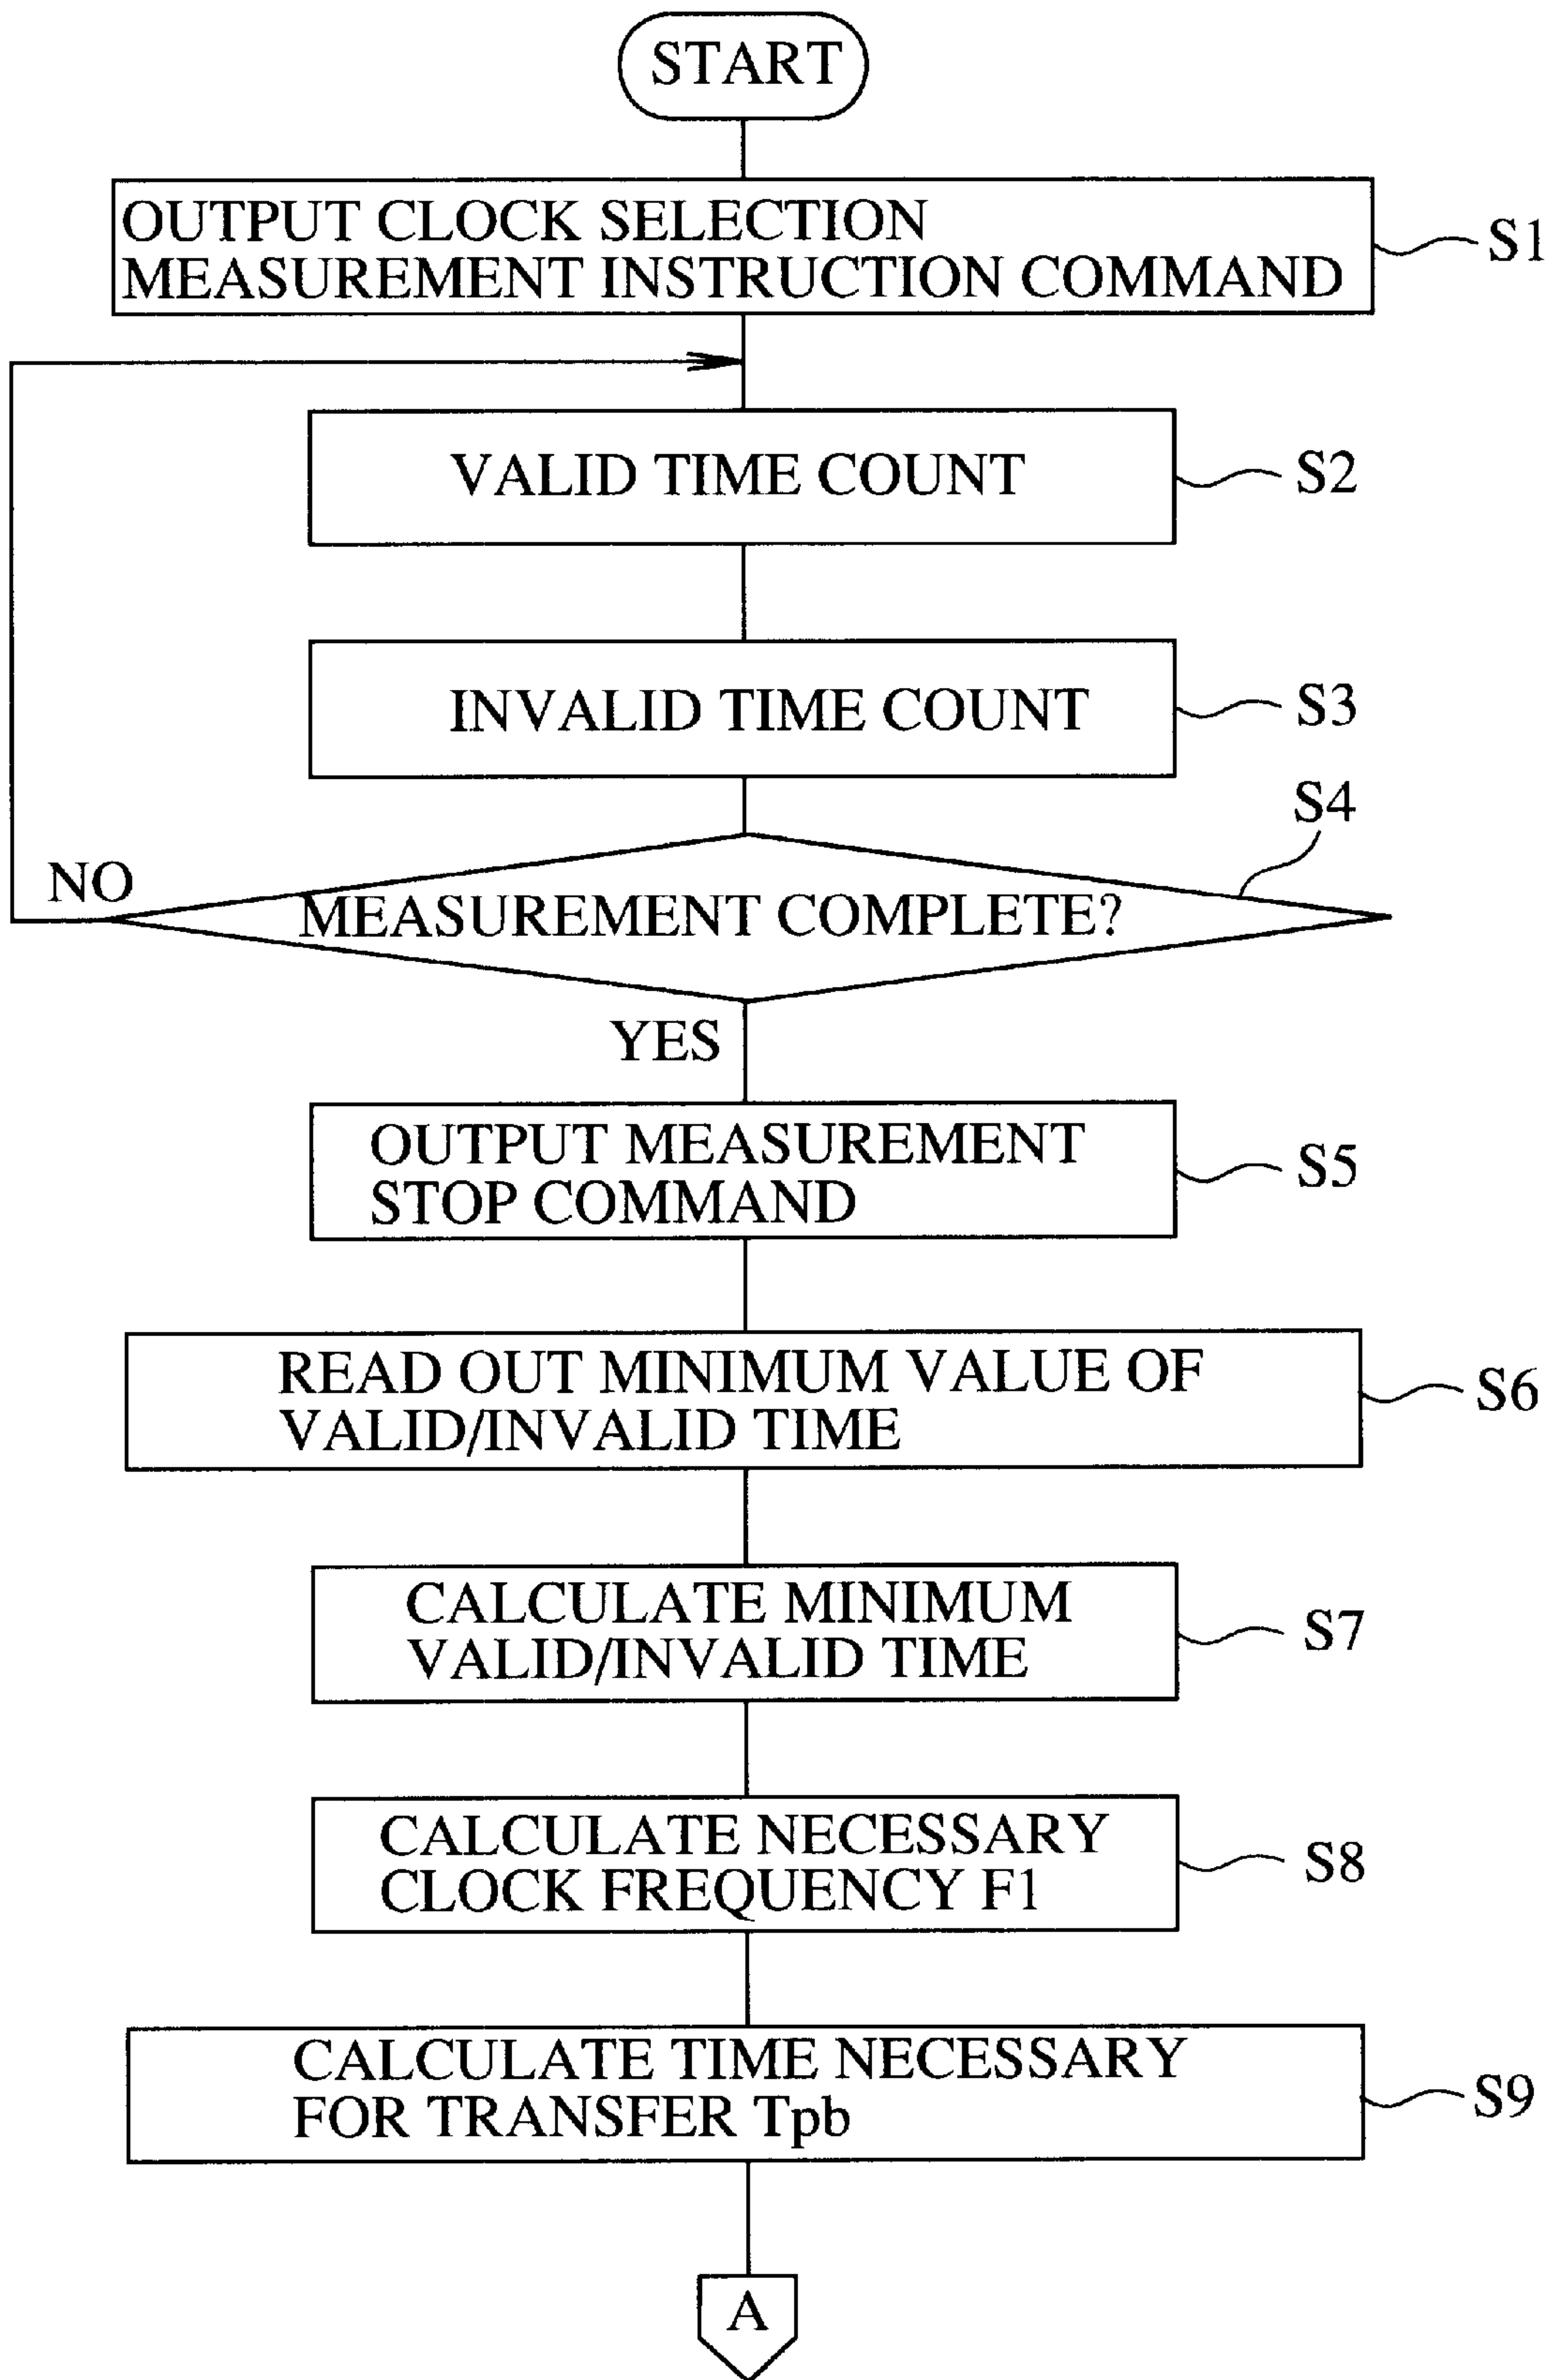 START
OUTPUT CLOCK SELECTION
MEASUREMENT INSTRUCTION COMMAND
S1
VALID TIME COUNT
S2
INVALID TIME COUNT
S3
S4
NO
MEASUREMENT COMPLETE?
YES
OUTPUT MEASUREMENT
STOP COMMAND
S5
READ OUT MINIMUM VALUE OF
VALID/INVALID TIME
S6
CALCULATE MINIMUM
VALID/INVALID TIME
S7
CALCULATE NECESSARY
CLOCK FREQUENCY F1
S8
CALCULATE TIME NECESSARY
FOR TRANSFER Tpb
S9
A